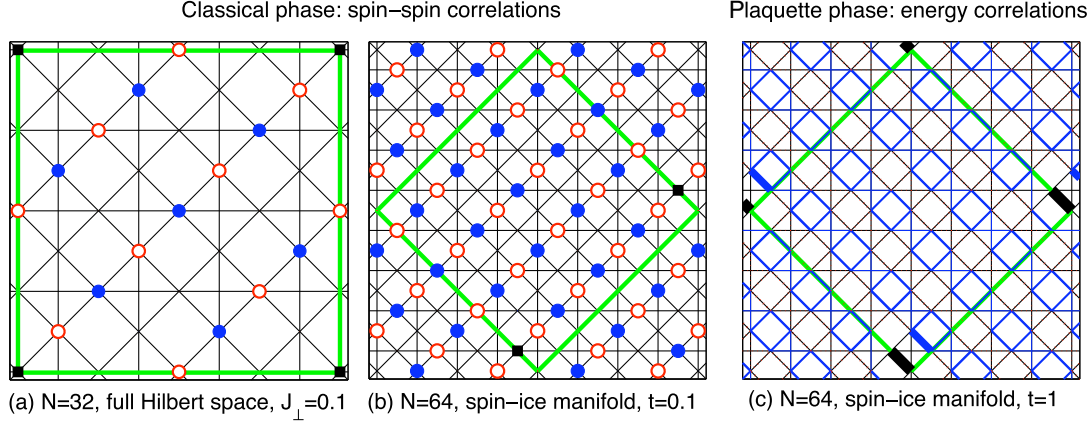 Classical phase: spin−spin correlations
Plaquette phase: energy correlations
(a) N=32, full Hilbert space, J⊥=0.1
(b) N=64, spin−ice manifold, t=0.1
(c) N=64, spin−ice manifold, t=1